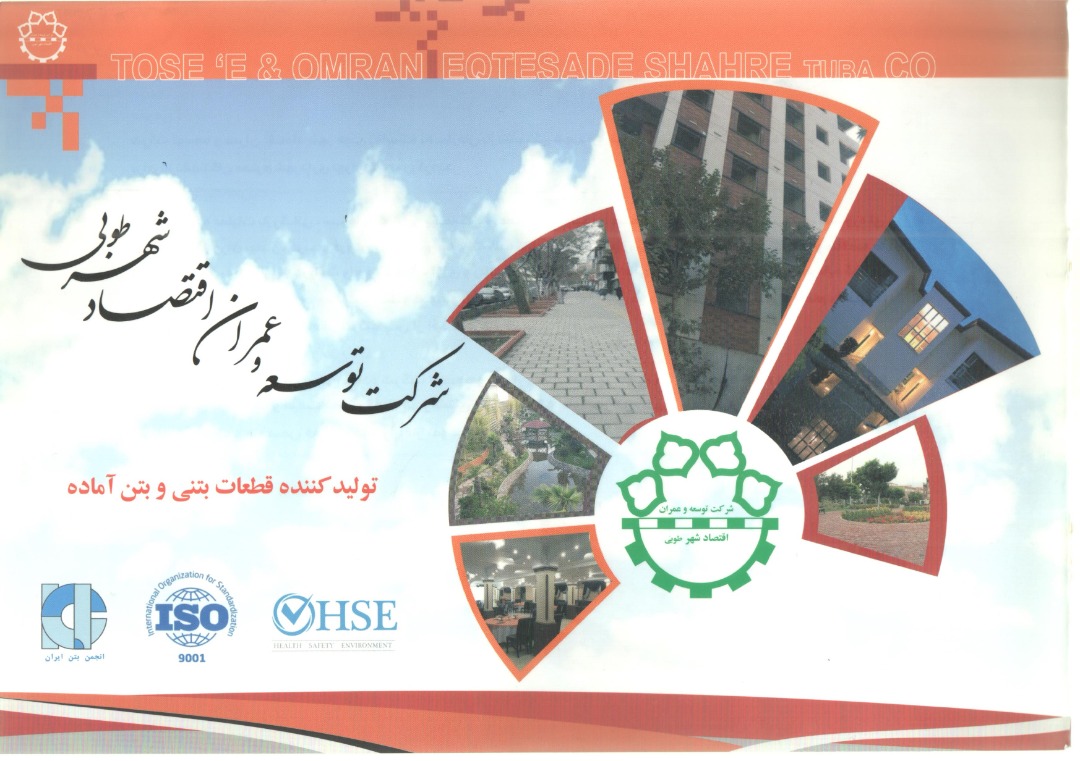 TOSE ‘E & OMRAN EQTESADE SHAHRE TUBA CO
شرکت توسعه و عمران اقتصاد شهر طوبی
تولید کننده قطعات بتنی و بتن آماده
شرکت توسعه و عمران
اقتصاد شهر طوبی
انجمن بتن ایران
International Organization for Standardization
ISO
9001
HSE
HEALTH SAFETY ENVIRONMENT